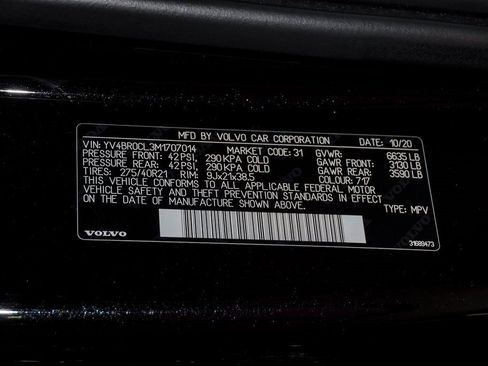 MFD BY VOLVO CAR CORPORATION DATE: 10/20
VIN: YV4BR0CL3M1707014 MARKET CODE: 31 GVWR: 6635 LB
PRESSURE FRONT: 42 PSI, 290 KPA COLD GAWR FRONT: 3130 LB
PRESSURE REAR: 42 PSI, 290 KPA COLD GAWR REAR: 3590 LB
TIRES: 275/40R21 RIM: 9Jx21x38.5 COLOUR: 717
THIS VEHICLE CONFORMS TO ALL APPLICABLE FEDERAL MOTOR
VEHICLE SAFETY AND THEFT PREVENTION STANDARDS IN EFFECT
ON THE DATE OF MANUFACTURE SHOWN ABOVE.
TYPE: MPV
VOLVO 31689473